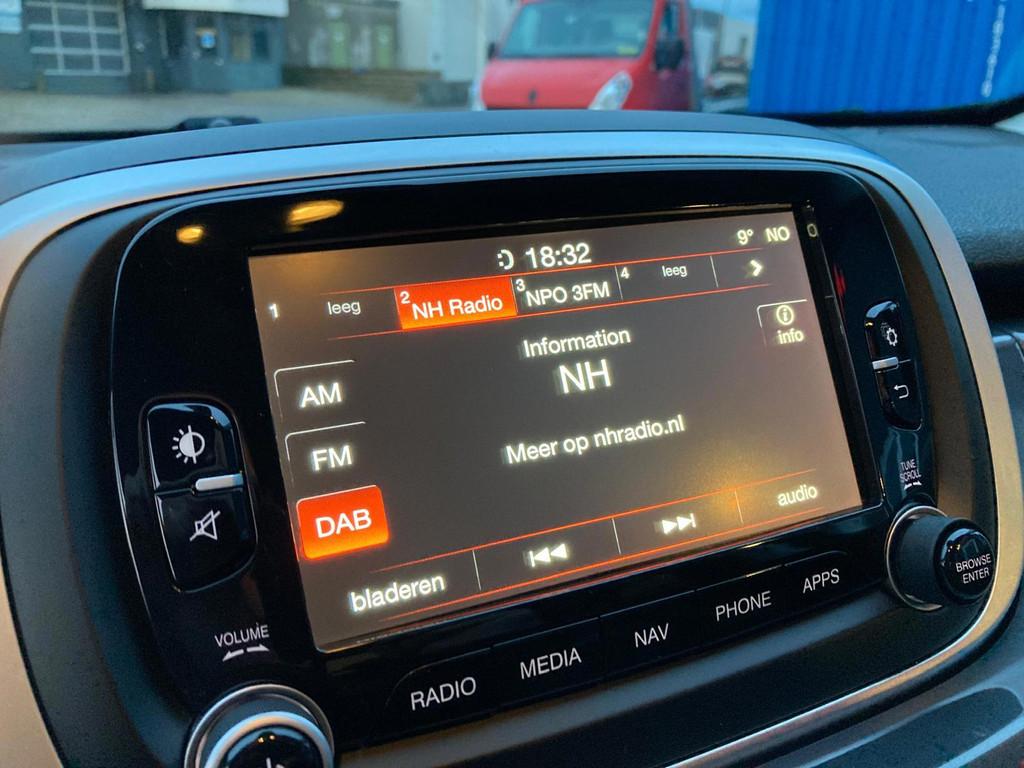 18:32
9° NO
1 leeg 2 NH Radio 3 NPO 3FM 4 leeg
info
Information
NH
Meer op nhradio.nl
AM
FM
DAB
bladeren
audio
TUNE
SCROLL
BROWSE
ENTER
VOLUME
RADIO MEDIA NAV PHONE APPS